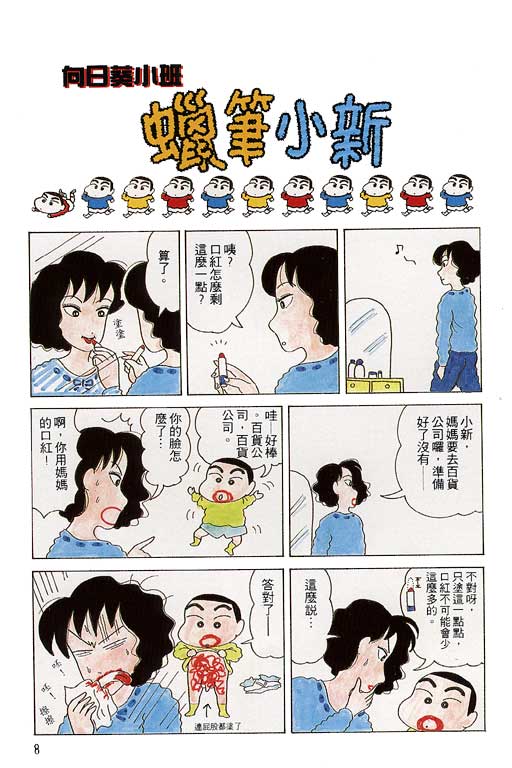 向日葵小班
蠟筆小新
咦？
口紅怎麼剩
這麼一點？
算了。
塗
塗
小新，
媽媽要去百貨
公司囉，準備
好了沒有——
哇—好棒
。百貨公
司，百貨
公司。
你的臉怎
麼了…
啊，你用媽媽
的口紅！
不對呀，
只塗這一點點，
口紅不可能會少
這麼多的。
這麼說…
答對了——
連屁股都塗了
呸！
呸！
擦
擦
8